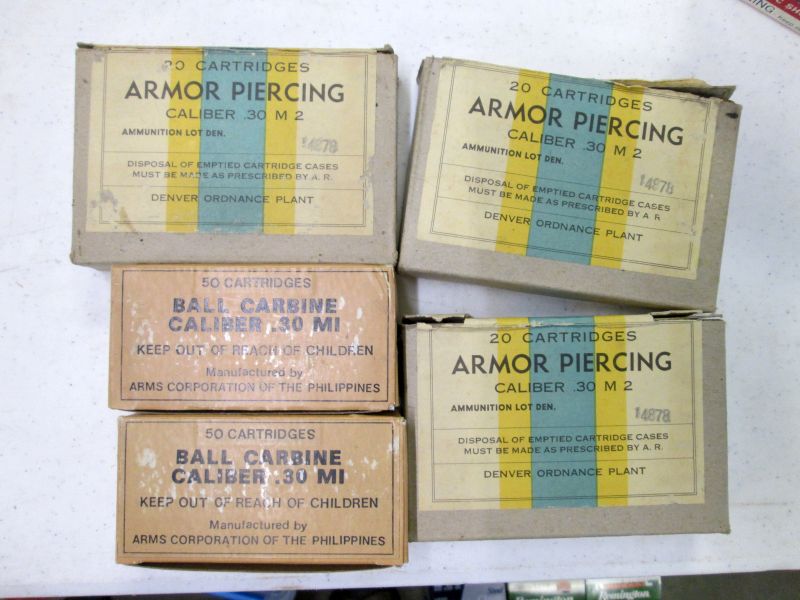 20 CARTRIDGES
ARMOR PIERCING
CALIBER .30 M 2
AMMUNITION LOT DEN. 14878
DISPOSAL OF EMPTIED CARTRIDGE CASES
MUST BE MADE AS PRESCRIBED BY A. R.
DENVER ORDNANCE PLANT
20 CARTRIDGES
ARMOR PIERCING
CALIBER .30 M 2
AMMUNITION LOT DEN. 14878
DISPOSAL OF EMPTIED CARTRIDGE CASES
MUST BE MADE AS PRESCRIBED BY A. R.
DENVER ORDNANCE PLANT
50 CARTRIDGES
BALL CARBINE
CALIBER .30 MI
KEEP OUT OF REACH OF CHILDREN
Manufactured by
ARMS CORPORATION OF THE PHILIPPINES
20 CARTRIDGES
ARMOR PIERCING
CALIBER .30 M 2
AMMUNITION LOT DEN. 14878
DISPOSAL OF EMPTIED CARTRIDGE CASES
MUST BE MADE AS PRESCRIBED BY A. R.
DENVER ORDNANCE PLANT
50 CARTRIDGES
BALL CARBINE
CALIBER .30 MI
KEEP OUT OF REACH OF CHILDREN
Manufactured by
ARMS CORPORATION OF THE PHILIPPINES
Remington
Remington